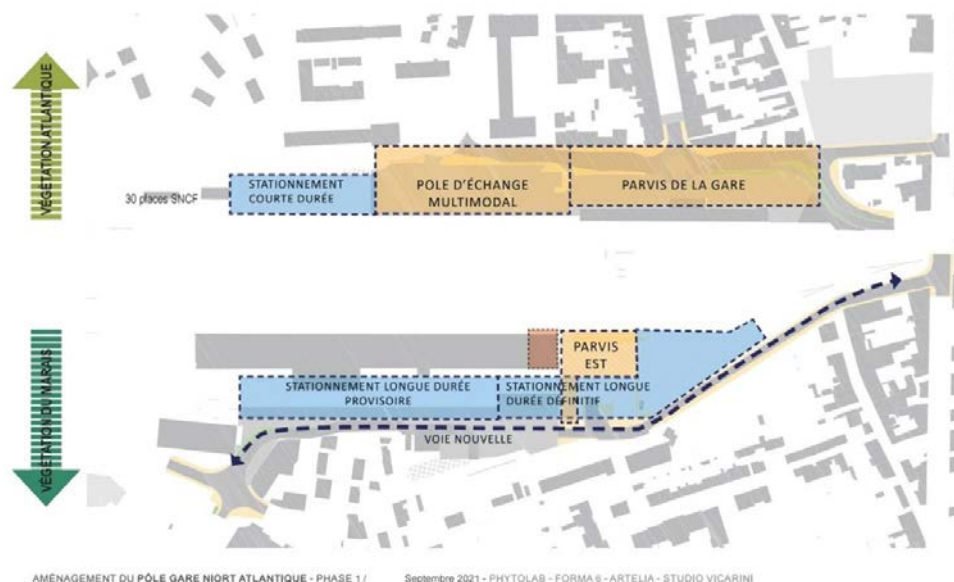 VÉGÉTATION ATLANTIQUE
30 places SNCF
STATIONNEMENT
COURTE DURÉE
POLE D'ÉCHANGE
MULTIMODAL
PARVIS DE LA GARE
VÉGÉTATION DU MARAIS
PARVIS
EST
STATIONNEMENT LONGUE DURÉE
PROVISOIRE
STATIONNEMENT LONGUE
DURÉE DÉFINITIF
VOIE NOUVELLE
AMÉNAGEMENT DU PÔLE GARE NIORT ATLANTIQUE - PHASE 1 / Septembre 2021 - PHYTOLAB - FORMA 6 - ARTELIA - STUDIO VICARINI